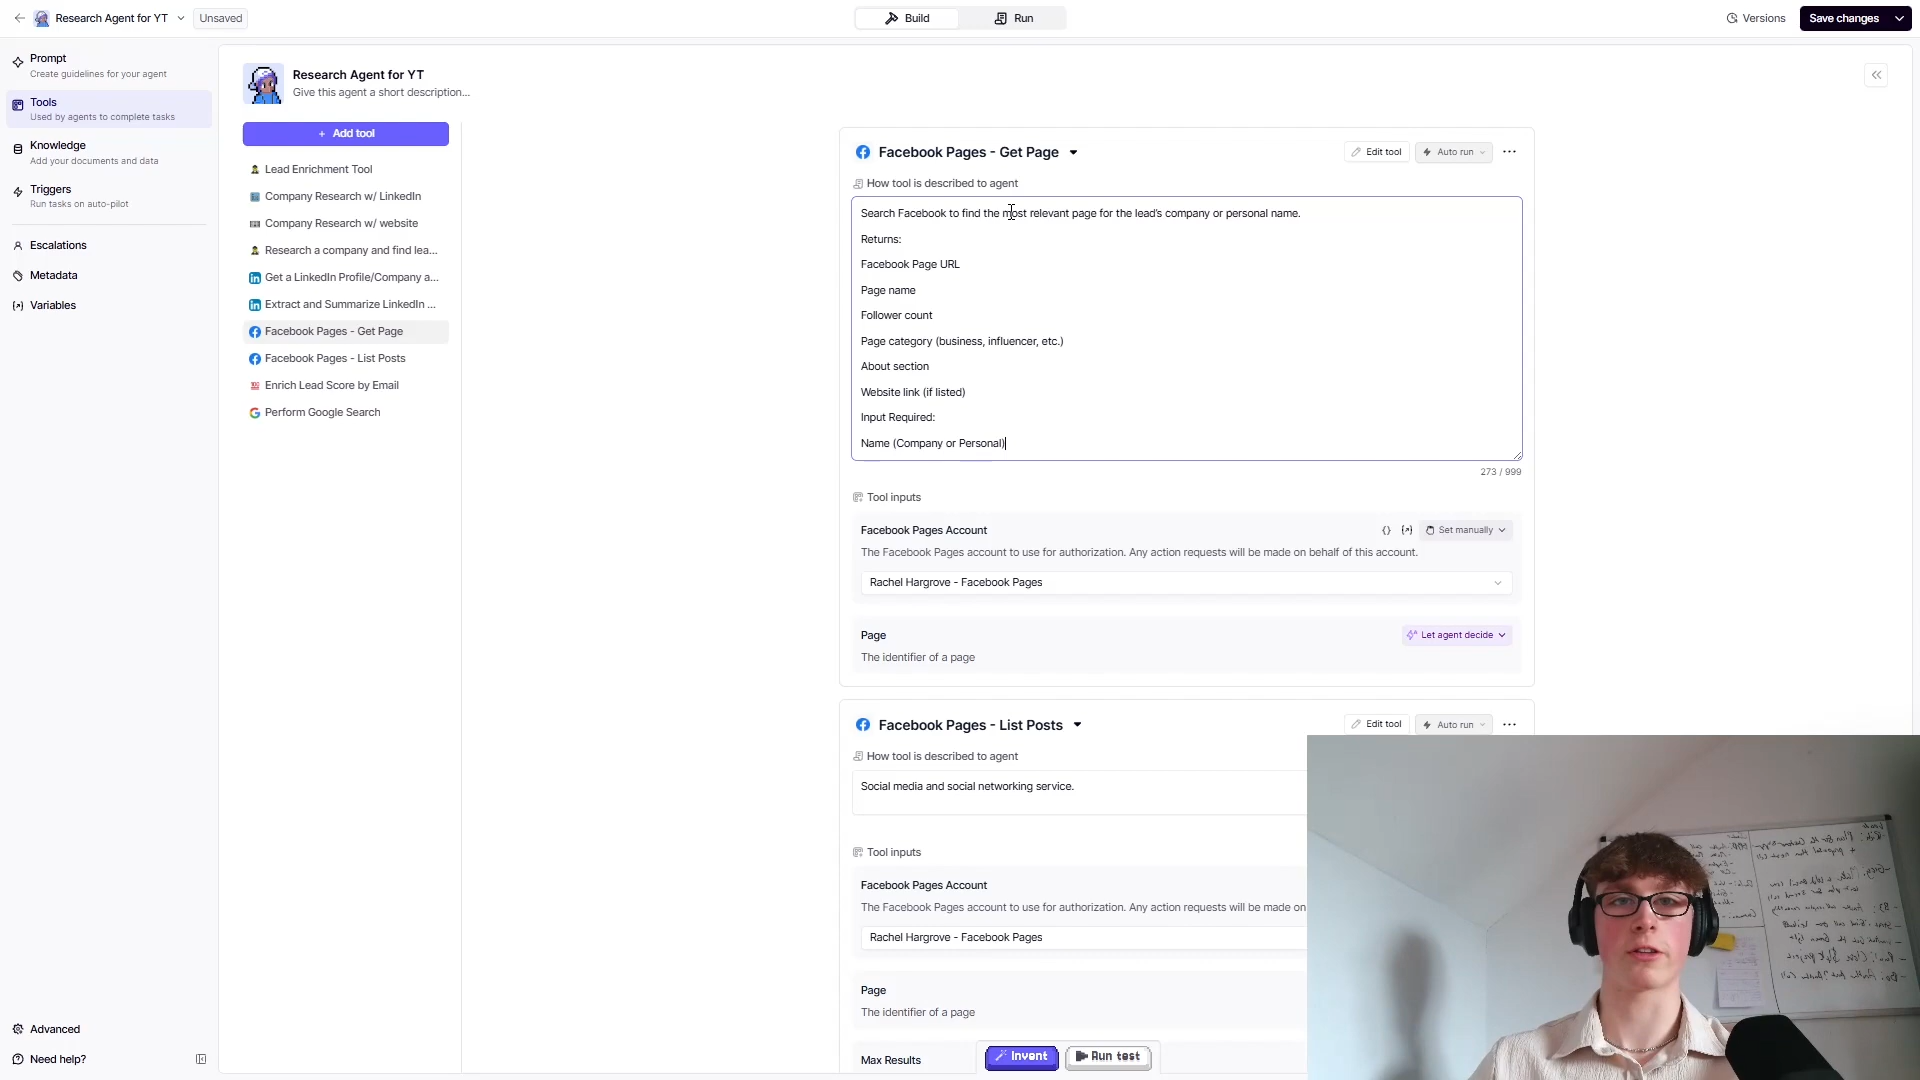 Research Agent for YT
Unsaved
Build
Run
Versions
Save changes
Prompt
Create guidelines for your agent
Tools
Used by agents to complete tasks
Knowledge
Add your documents and data
Triggers
Run tasks on auto-pilot
Escalations
Metadata
Variables
Advanced
Need help?
Research Agent for YT
Give this agent a short description...
+ Add tool
Lead Enrichment Tool
Company Research w/ LinkedIn
Company Research w/ website
Research a company and find lea...
Get a LinkedIn Profile/Company a...
Extract and Summarize LinkedIn ...
Facebook Pages - Get Page
Facebook Pages - List Posts
Enrich Lead Score by Email
Perform Google Search
Facebook Pages - Get Page
Edit tool
Auto run
How tool is described to agent
Search Facebook to find the most relevant page for the lead's company or personal name.
Returns:
Facebook Page URL
Page name
Follower count
Page category (business, influencer, etc.)
About section
Website link (if listed)
Input Required:
Name (Company or Personal)
273 / 999
Tool inputs
Facebook Pages Account
Set manually
The Facebook Pages account to use for authorization. Any action requests will be made on behalf of this account.
Rachel Hargrove - Facebook Pages
Page
Let agent decide
The identifier of a page
Facebook Pages - List Posts
Edit tool
Auto run
How tool is described to agent
Social media and social networking service.
Tool inputs
Facebook Pages Account
The Facebook Pages account to use for authorization. Any action requests will be made on
Rachel Hargrove - Facebook Pages
Page
The identifier of a page
Max Results
Invent
Run test